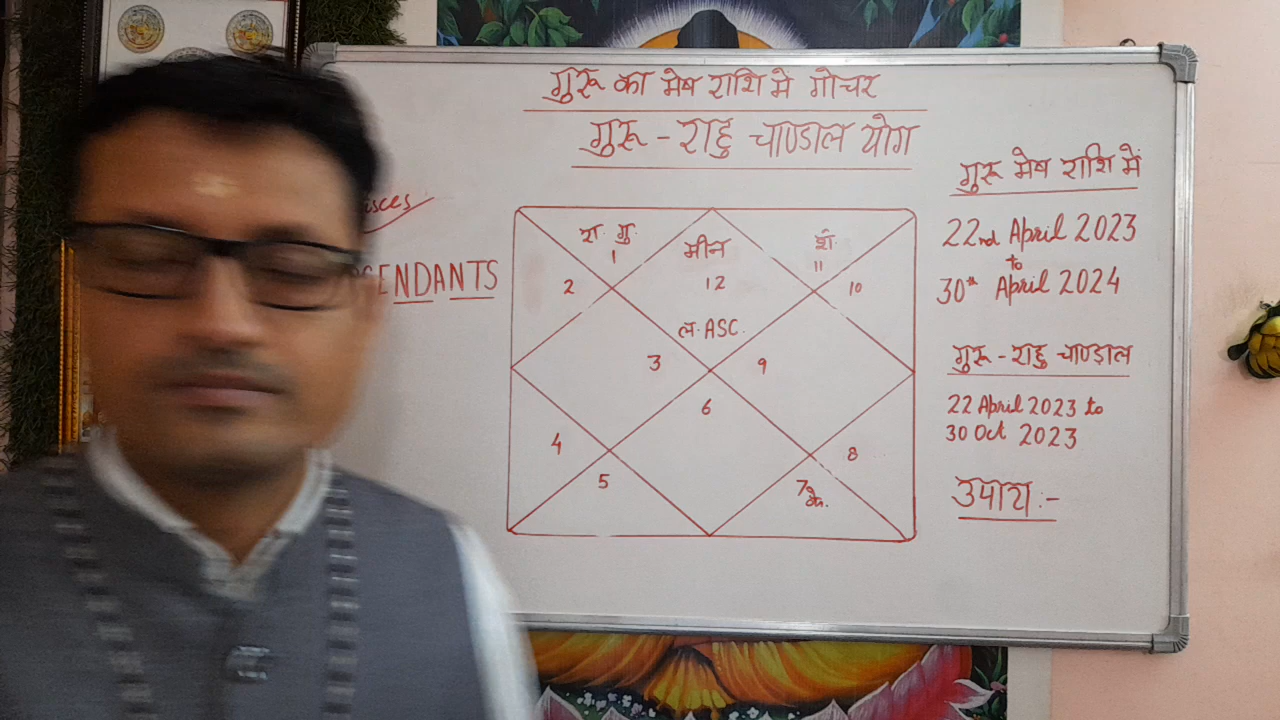 गुरू का मेष राशि में गोचर
गुरू - राहु चाण्डाल योग
isces
ENDANTS
रा. गु.
1
मीन
12
श.
11
2
10
ल. ASC.
3
9
6
4
8
5
7 के.
गुरू मेष राशि में
22nd April 2023
to
30th April 2024
गुरू - राहु चाण्डाल
22 April 2023 to
30 Oct 2023
उपाय :-